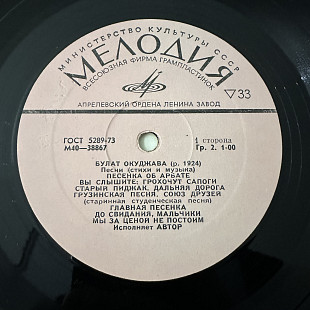 МИНИСТЕРСТВО КУЛЬТУРЫ СССР
МЕЛОДИЯ
ВСЕСОЮЗНАЯ ФИРМА ГРАМПЛАСТИНОК
АПРЕЛЕВСКИЙ ОРДЕНА ЛЕНИНА ЗАВОД
▽33
ГОСТ 5289-73
М40—38867
1 сторона
Гр. 2. 1-00
БУЛАТ ОКУДЖАВА (р. 1924)
Песни (стихи и музыка)
ПЕСЕНКА ОБ АРБАТЕ
ВЫ СЛЫШИТЕ: ГРОХОЧУТ САПОГИ
СТАРЫЙ ПИДЖАК, ДАЛЬНЯЯ ДОРОГА
ГРУЗИНСКАЯ ПЕСНЯ, СОЮЗ ДРУЗЕЙ
(старинная студенческая песня)
ГЛАВНАЯ ПЕСЕНКА
ДО СВИДАНИЯ, МАЛЬЧИКИ
МЫ ЗА ЦЕНОЙ НЕ ПОСТОИМ
Исполняет АВТОР